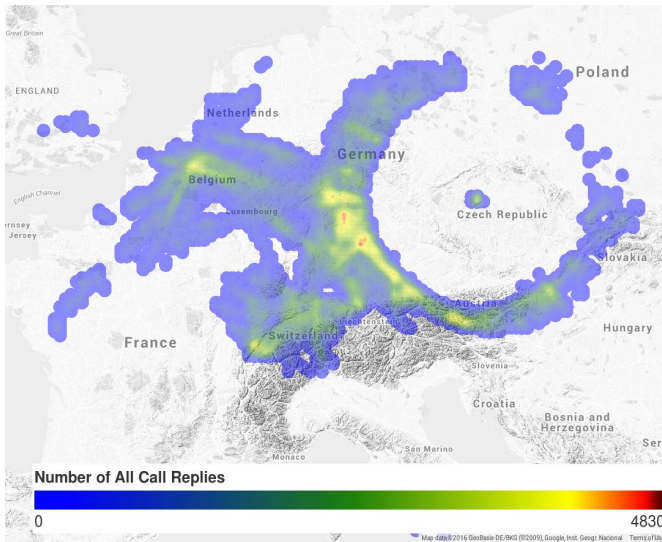 Great Britain
Poland
ENGLAND
Netherlands
Germany
Belgium
English Channel
Luxembourg
Czech Republic
ernsey
Jersey
Slovakia
Austria
Liechtenstein
Hungary
France
Switzerland
Slovenia
Croatia
Bosnia and
Herzegovina
Monaco
San Marino
Ser
Number of All Call Replies
0
4830
Map data ©2016 GeoBasis-DE/BKG (©2009), Google, Inst. Geogr. Nacional
Terms of Use